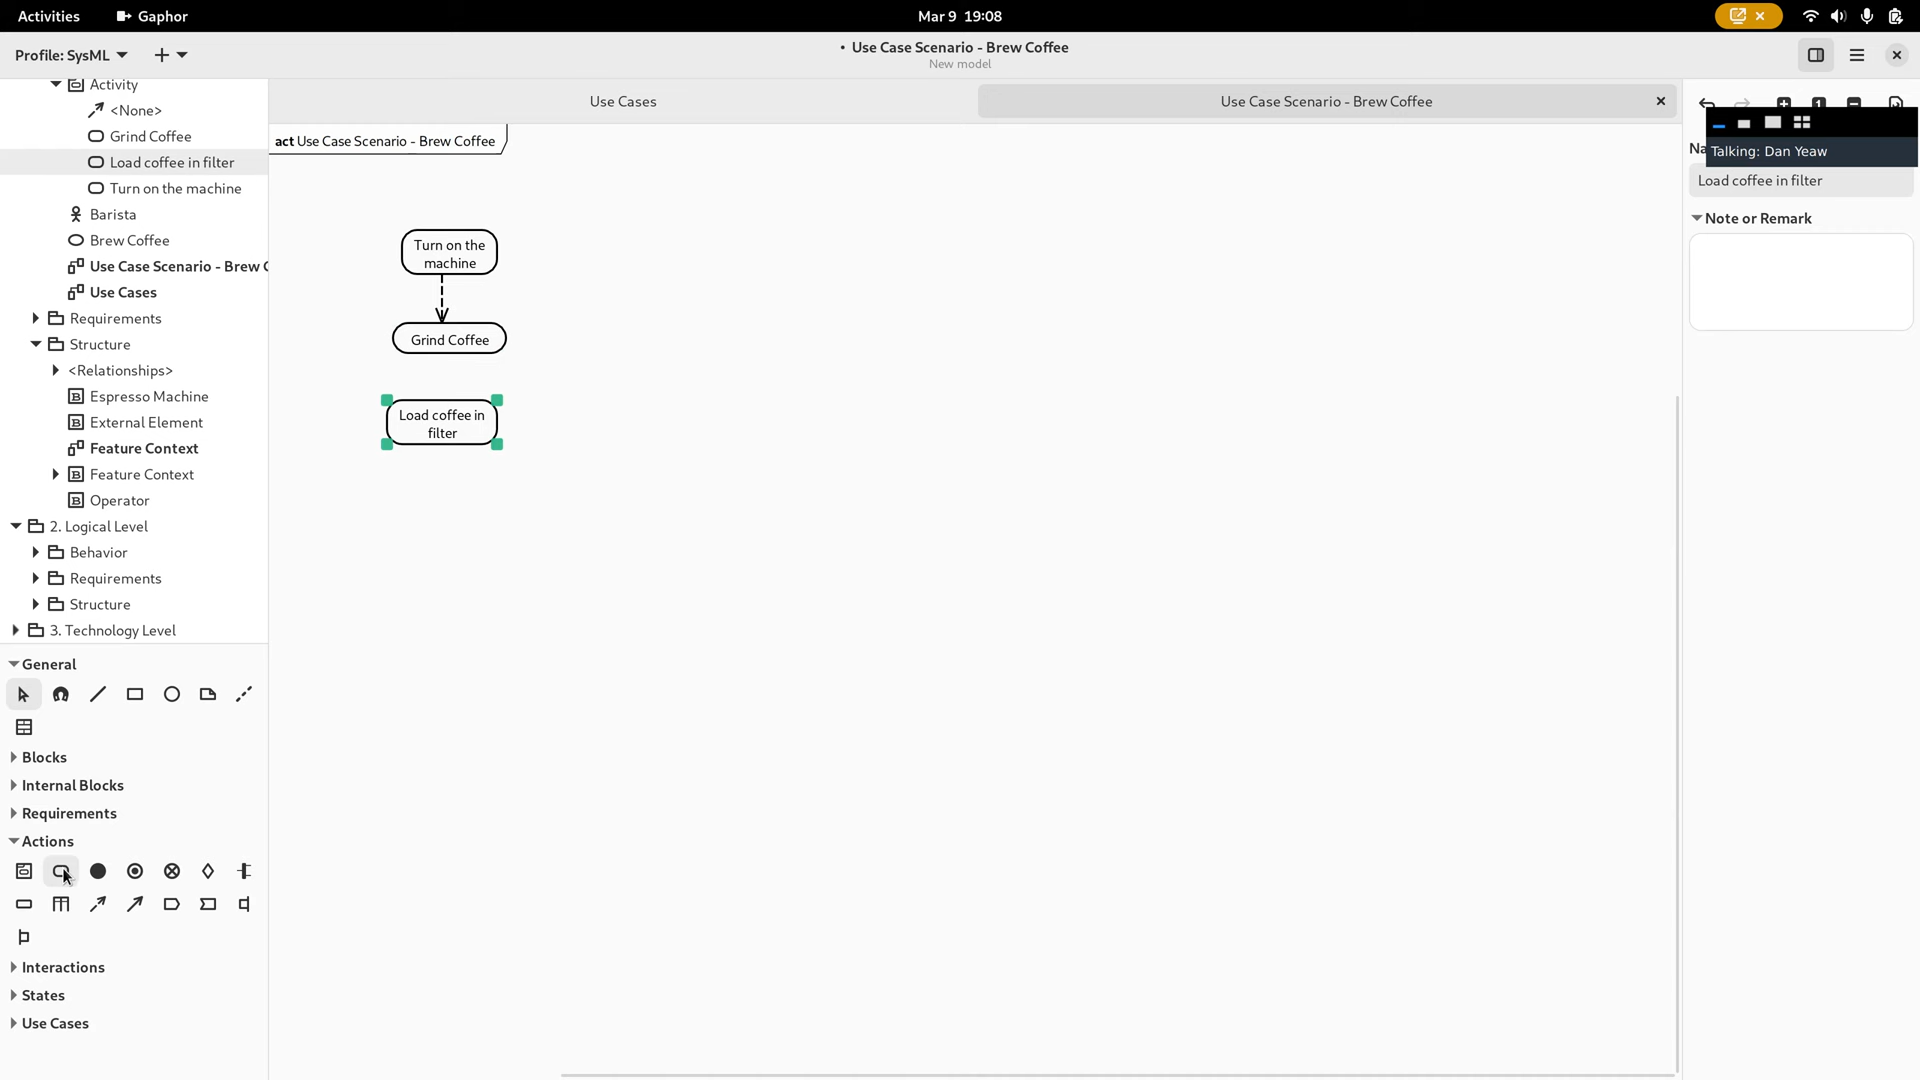 Activities
Gaphor
Mar 9 19:08
Profile: SysML
• Use Case Scenario - Brew Coffee
New model
Activity
<None>
Grind Coffee
Load coffee in filter
Turn on the machine
Barista
Brew Coffee
Use Case Scenario - Brew C
Use Cases
Requirements
Structure
<Relationships>
Espresso Machine
External Element
Feature Context
Feature Context
Operator
2. Logical Level
Behavior
Requirements
Structure
3. Technology Level
General
Blocks
Internal Blocks
Requirements
Actions
Interactions
States
Use Cases
Use Cases
Use Case Scenario - Brew Coffee
act Use Case Scenario - Brew Coffee
Turn on the
machine
Grind Coffee
Load coffee in
filter
1
Na
Talking: Dan Yeaw
Load coffee in filter
Note or Remark